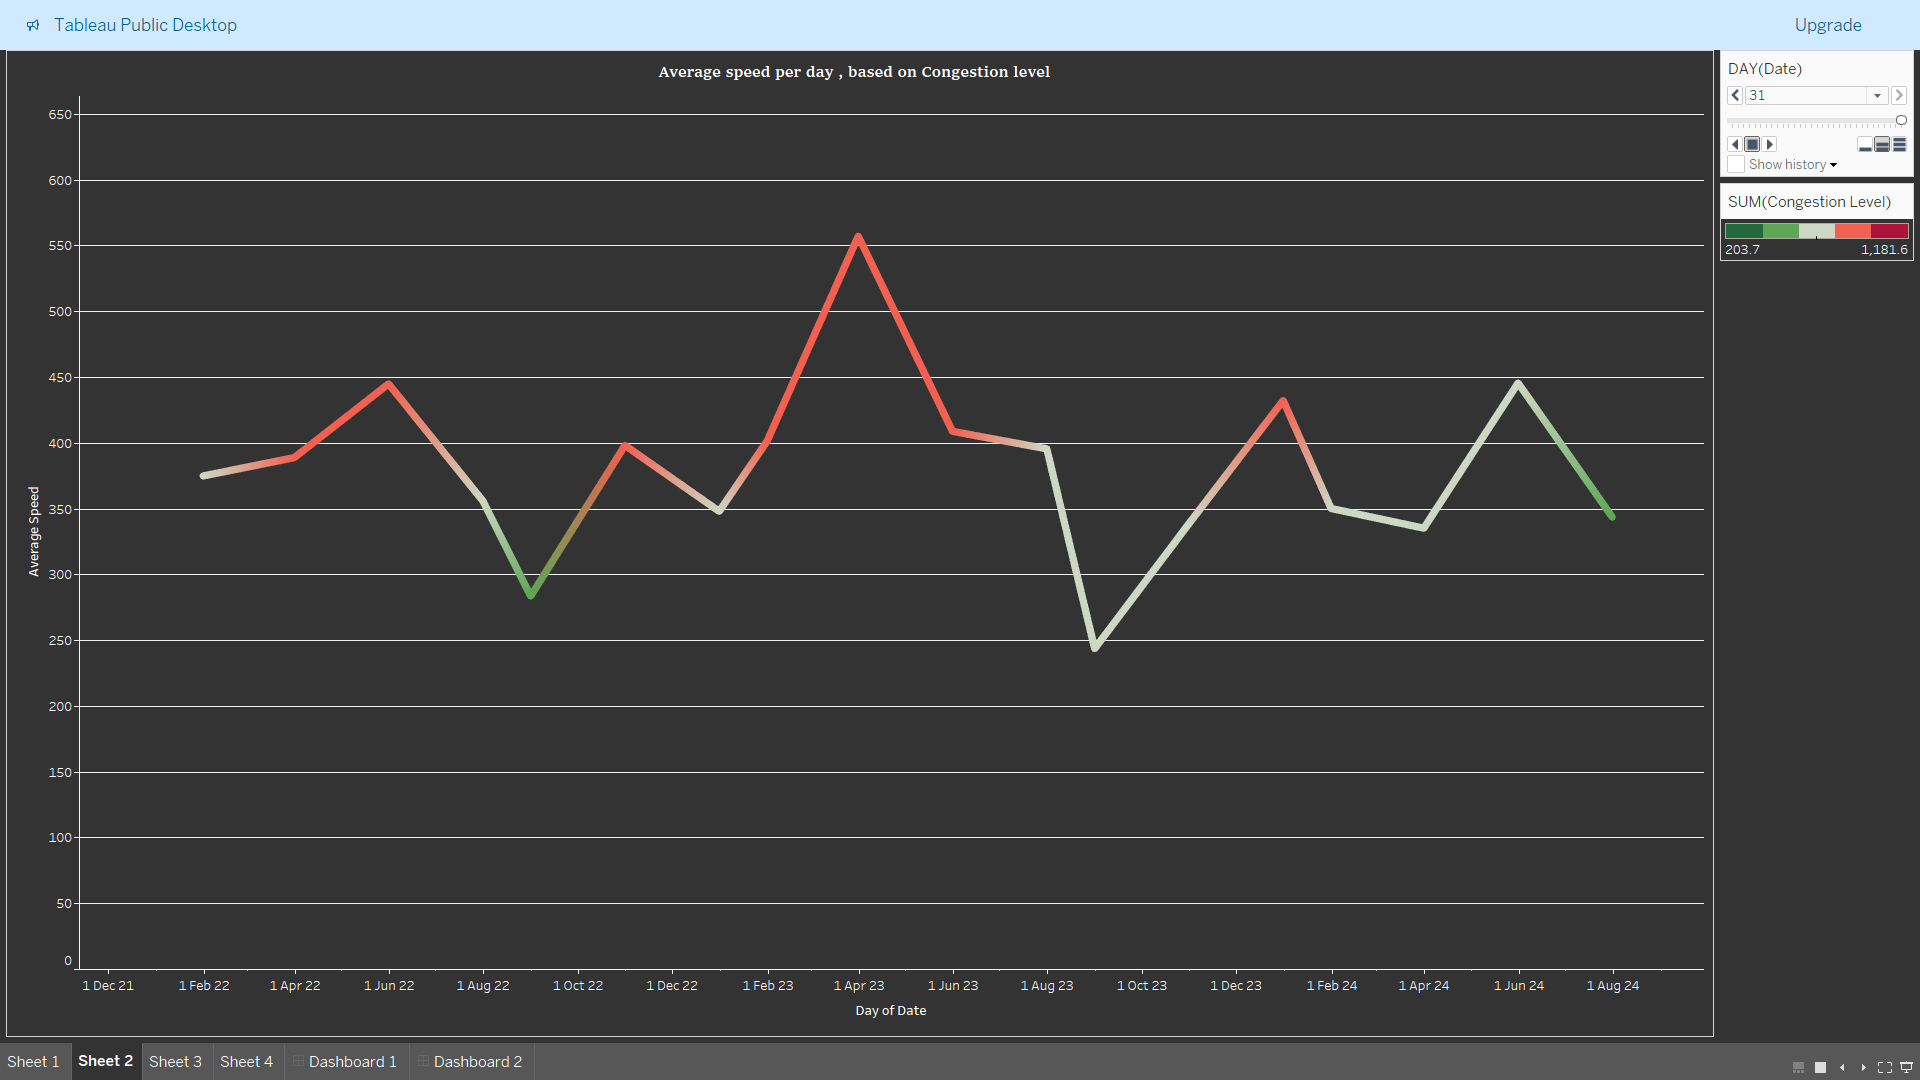 Tableau Public Desktop
Upgrade
Average speed per day , based on Congestion level
650
600
550
500
450
400
350
300
250
200
150
100
50
0
Average Speed
1 Dec 21
1 Feb 22
1 Apr 22
1 Jun 22
1 Aug 22
1 Oct 22
1 Dec 22
1 Feb 23
1 Apr 23
1 Jun 23
1 Aug 23
1 Oct 23
1 Dec 23
1 Feb 24
1 Apr 24
1 Jun 24
1 Aug 24
Day of Date
DAY(Date)
31
Show history
SUM(Congestion Level)
203.7
1,181.6
Sheet 1
Sheet 2
Sheet 3
Sheet 4
Dashboard 1
Dashboard 2